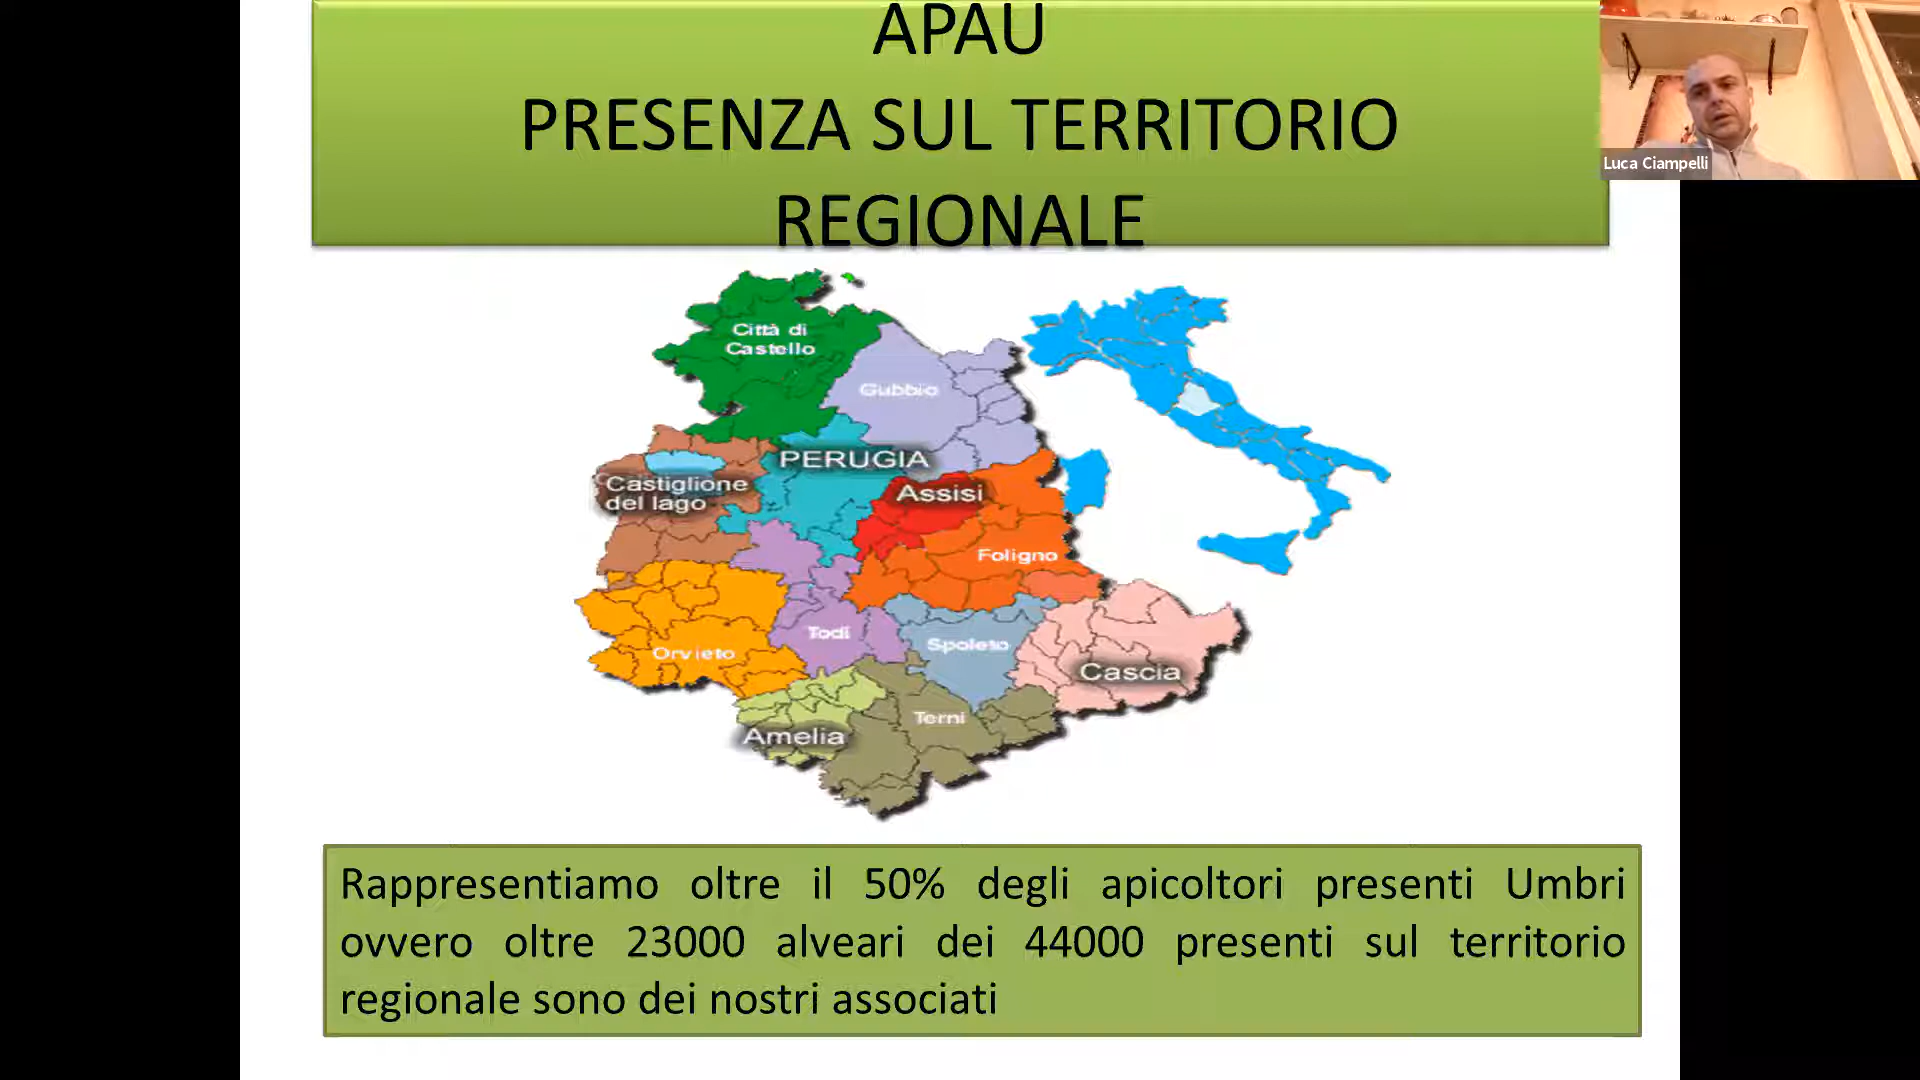 APAU
PRESENZA SUL TERRITORIO
REGIONALE
Luca Ciampelli
Città di
Castello
Gubbio
PERUGIA
Castiglione
del lago
Assisi
Foligno
Todi
Spoleto
Orvieto
Cascia
Terni
Amelia
Rappresentiamo oltre il 50% degli apicoltori presenti Umbri
ovvero oltre 23000 alveari dei 44000 presenti sul territorio
regionale sono dei nostri associati